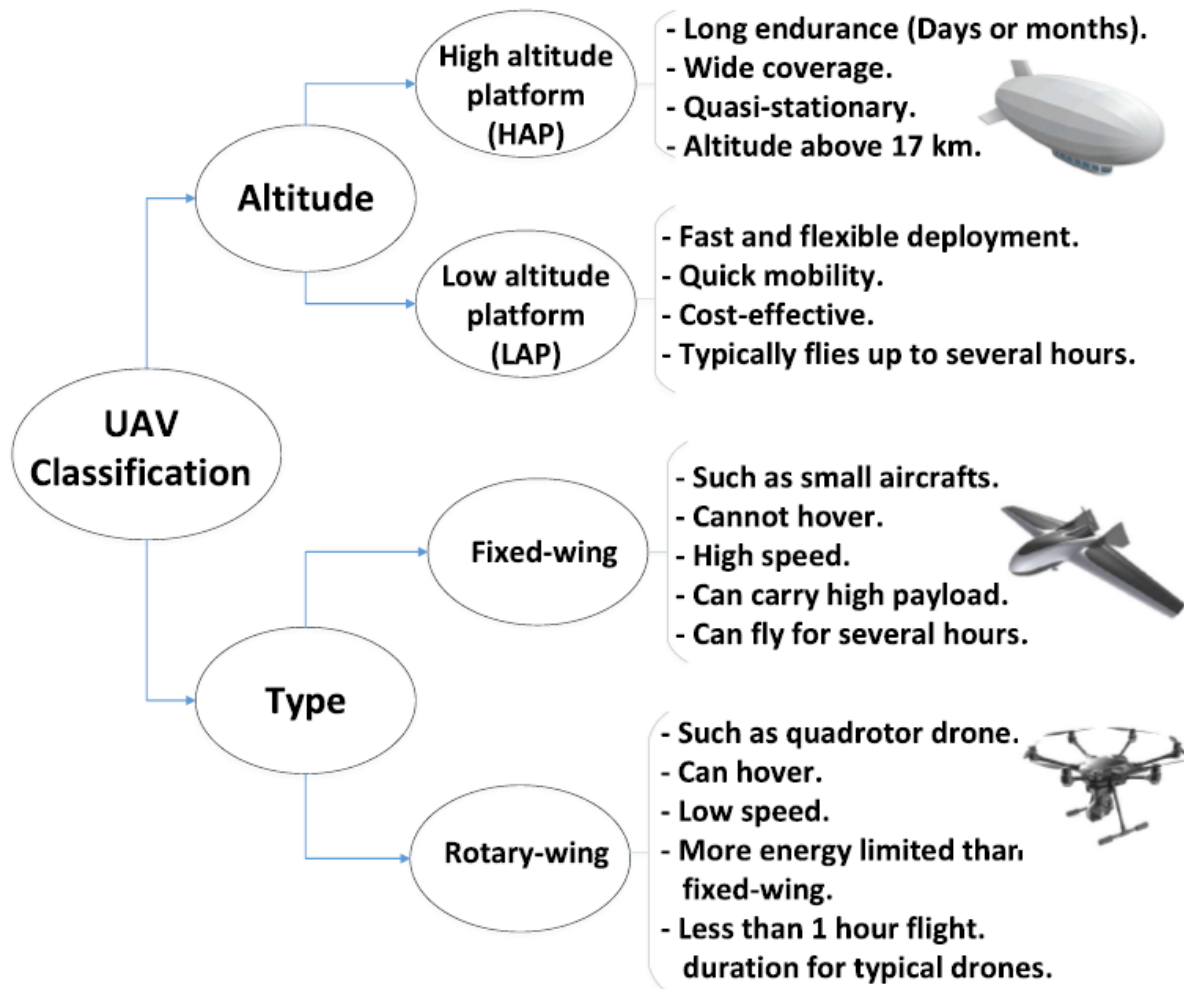 High altitude
platform
(HAP)
- Long endurance (Days or months).
- Wide coverage.
- Quasi-stationary.
- Altitude above 17 km.
Altitude
Low altitude
platform
(LAP)
- Fast and flexible deployment.
- Quick mobility.
- Cost-effective.
- Typically flies up to several hours.
UAV
Classification
Fixed-wing
- Such as small aircrafts.
- Cannot hover.
- High speed.
- Can carry high payload.
- Can fly for several hours.
Type
Rotary-wing
- Such as quadrotor drone.
- Can hover.
- Low speed.
- More energy limited than
fixed-wing.
- Less than 1 hour flight.
duration for typical drones.